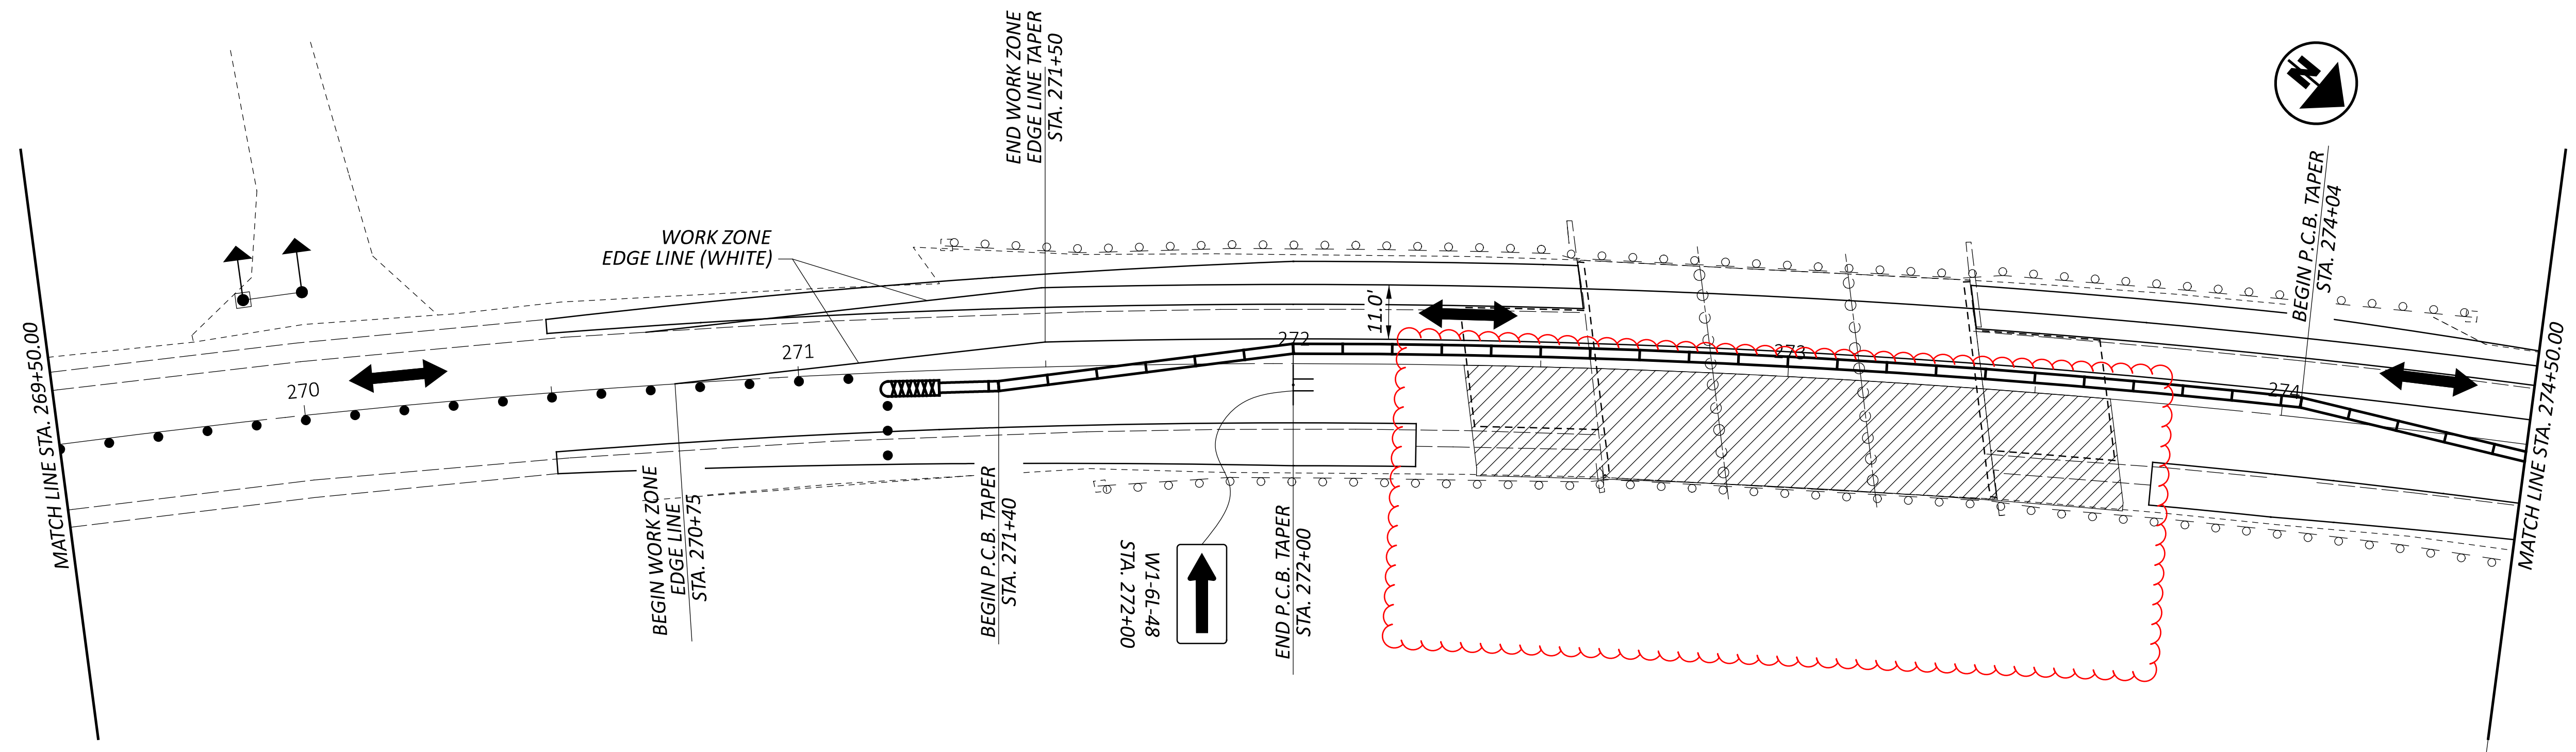 MATCH LINE STA. 269+50.00
270
WORK ZONE
EDGE LINE (WHITE)
271
BEGIN WORK ZONE
EDGE LINE
STA. 270+75
END WORK ZONE
EDGE LINE TAPER
STA. 271+50
BEGIN P.C.B. TAPER
STA. 271+40
W1-6L-48
STA. 272+00
272
END P.C.B. TAPER
STA. 272+00
11.0'
273
N
274
BEGIN P.C.B. TAPER
STA. 274+04
MATCH LINE STA. 274+50.00